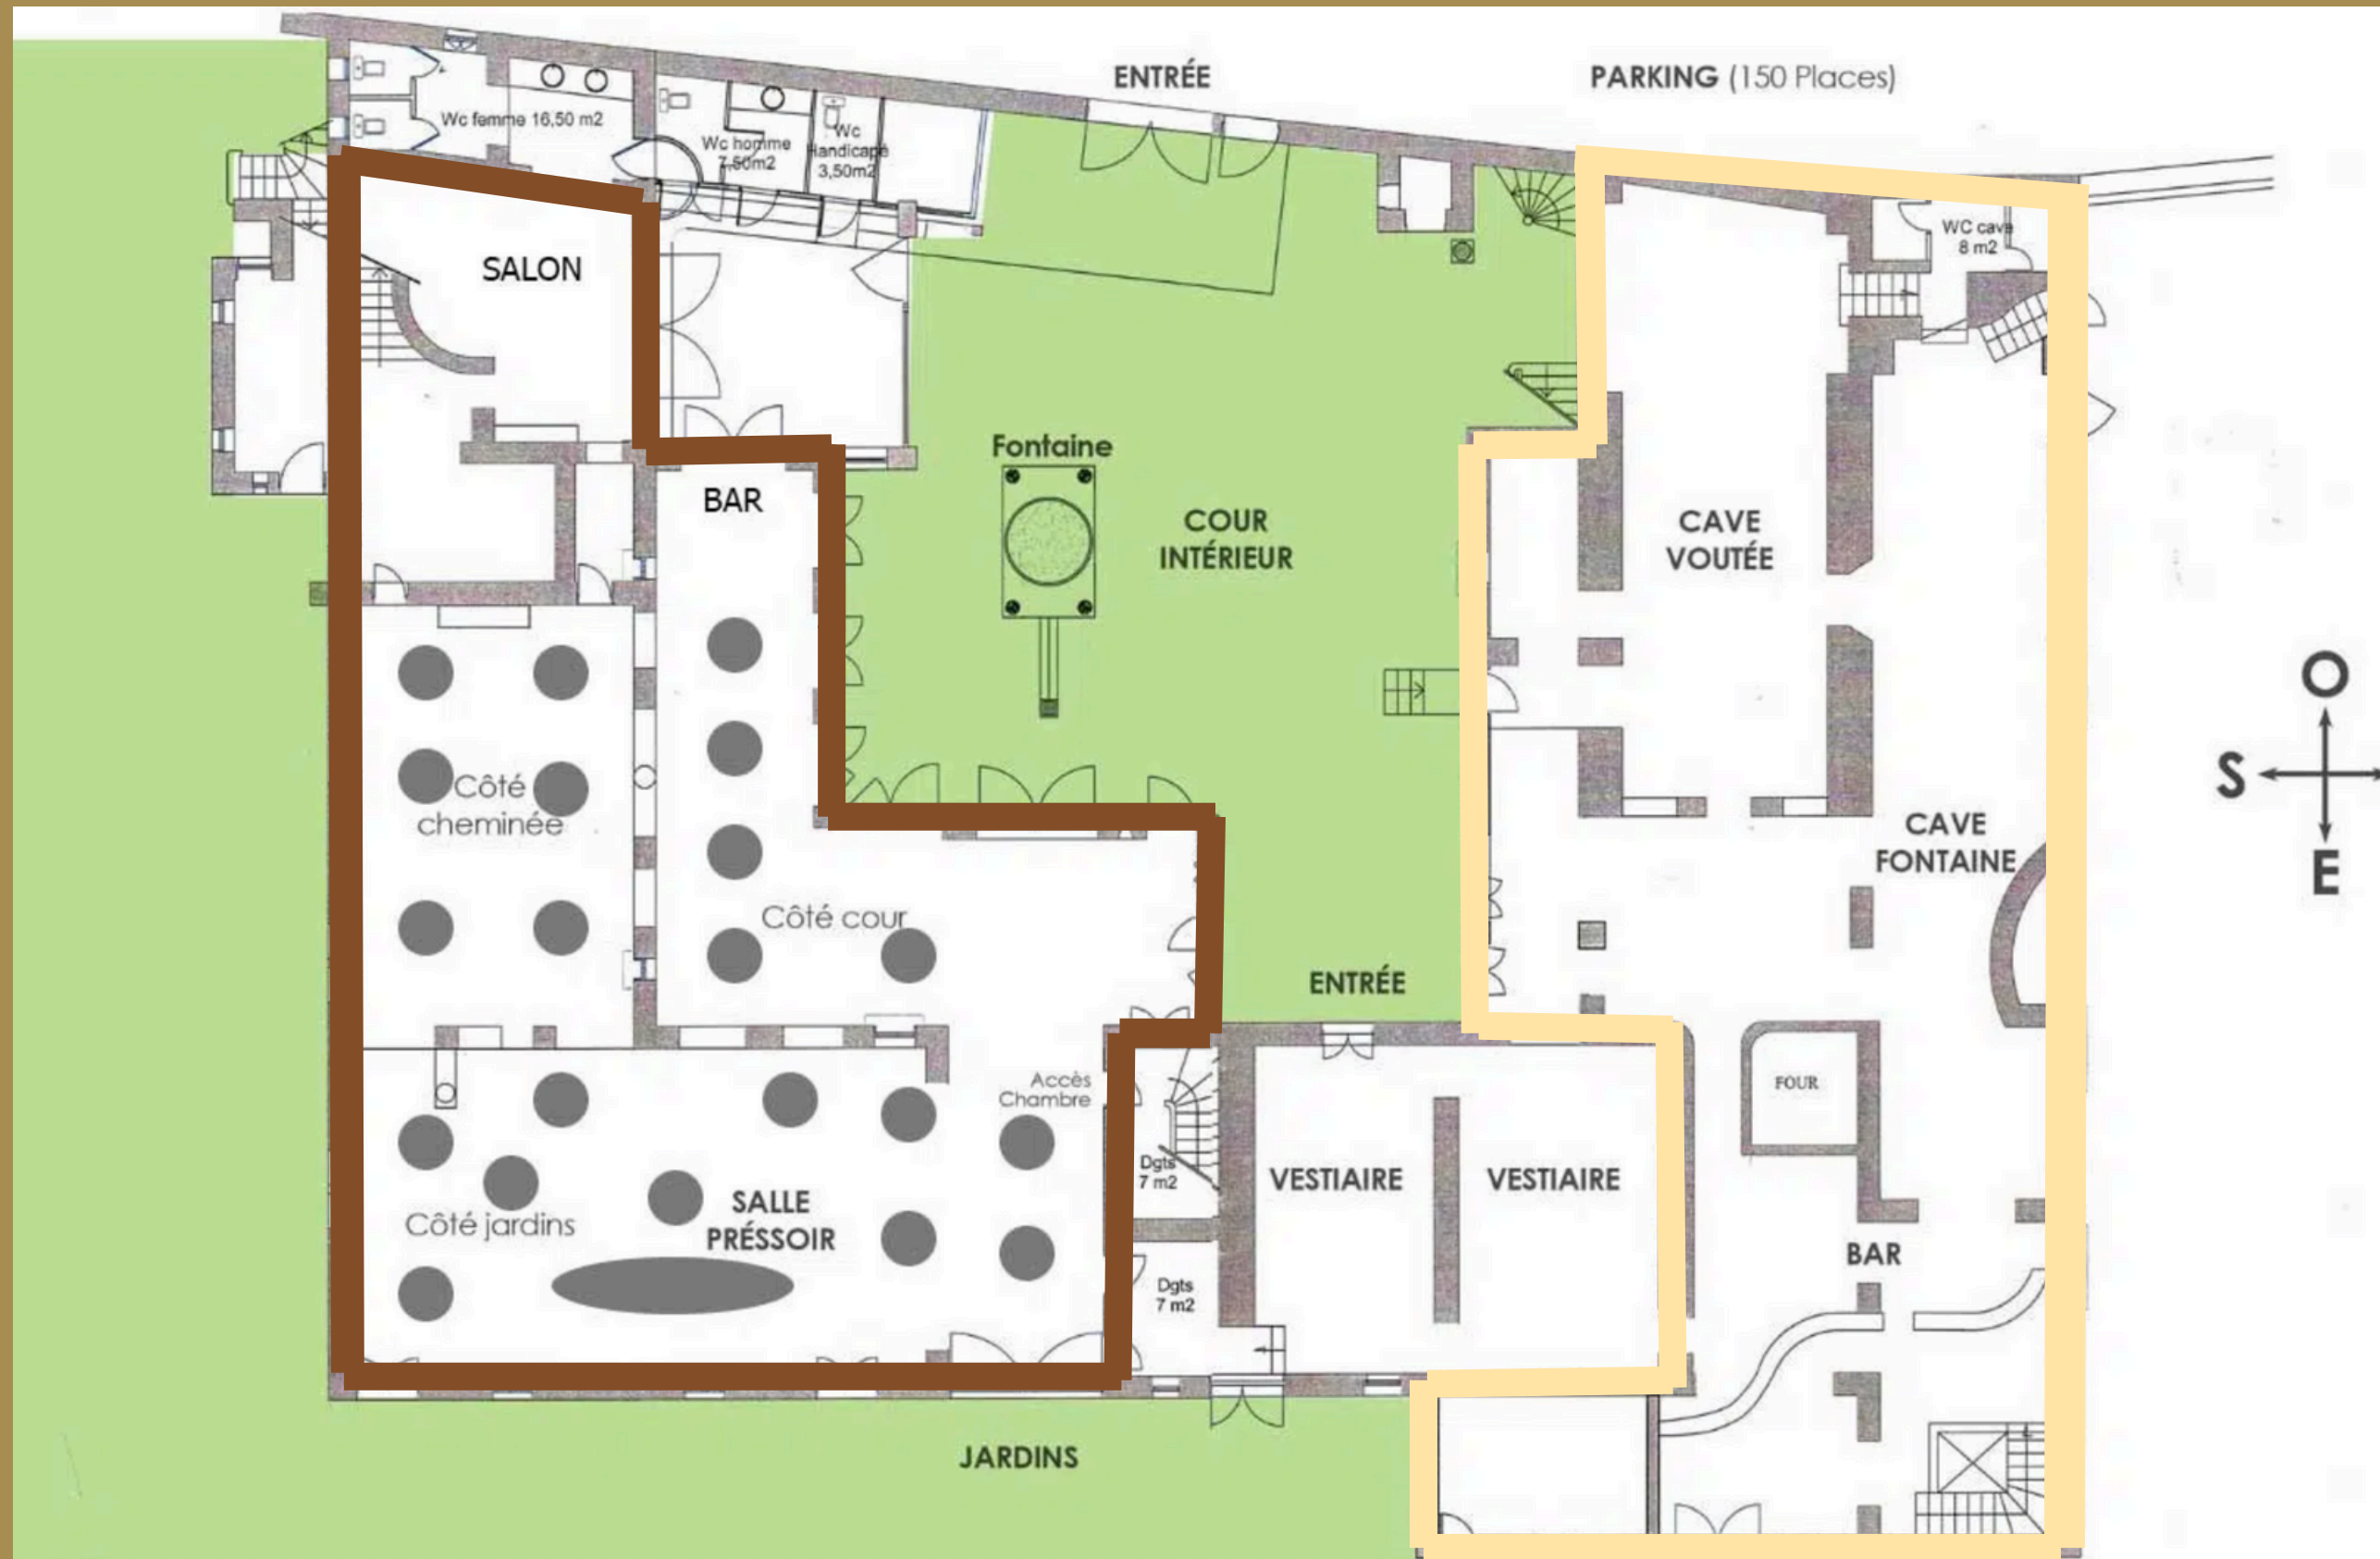 ENTRÉE
PARKING (150 Places)
Wc femme 16,50 m2
Wc homme
7,50m2
Wc
Handicapé
3,50m2
WC cave
8 m2
SALON
BAR
Fontaine
COUR
INTÉRIEUR
CAVE
VOUTÉE
O
S
E
Côté
cheminée
CAVE
FONTAINE
Côté cour
ENTRÉE
Accès
Chambre
FOUR
Dgts
7 m2
VESTIAIRE
VESTIAIRE
SALLE
PRÉSSOIR
Côté jardins
BAR
Dgts
7 m2
JARDINS